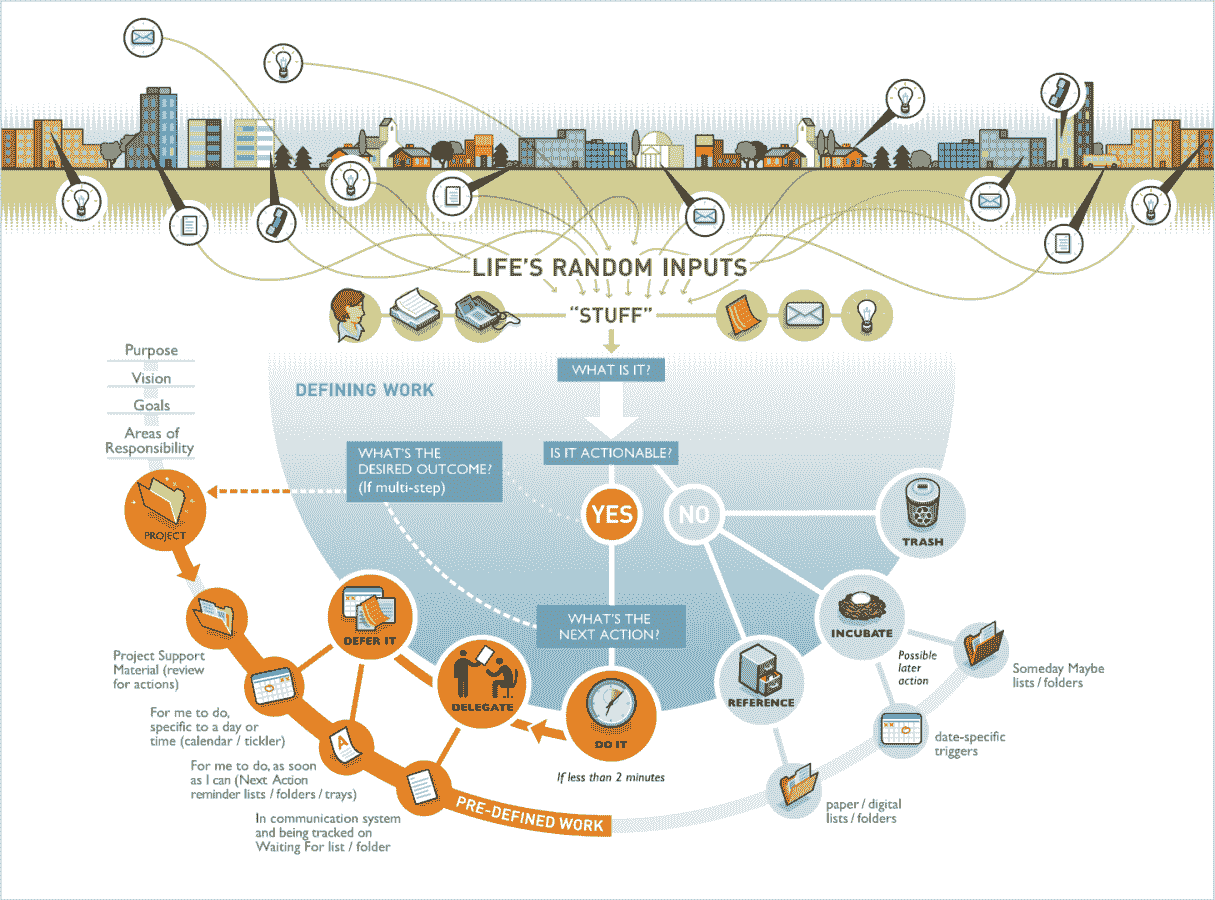 LIFE'S RANDOM INPUTS
"STUFF"
WHAT IS IT?
DEFINING WORK
Purpose
Vision
Goals
Areas of
Responsibility
WHAT'S THE
DESIRED OUTCOME?
(If multi-step)
IS IT ACTIONABLE?
YES
NO
PROJECT
TRASH
WHAT'S THE
NEXT ACTION?
DEFER IT
DELEGATE
DO IT
If less than 2 minutes
REFERENCE
INCUBATE
Possible
later
action
Someday Maybe
lists / folders
date-specific
triggers
paper / digital
lists / folders
Project Support
Material (review
for actions)
For me to do,
specific to a day or
time (calendar / tickler)
A
For me to do, as soon
as I can (Next Action
reminder lists / folders / trays)
In communication system
and being tracked on
Waiting For list / folder
PRE-DEFINED WORK